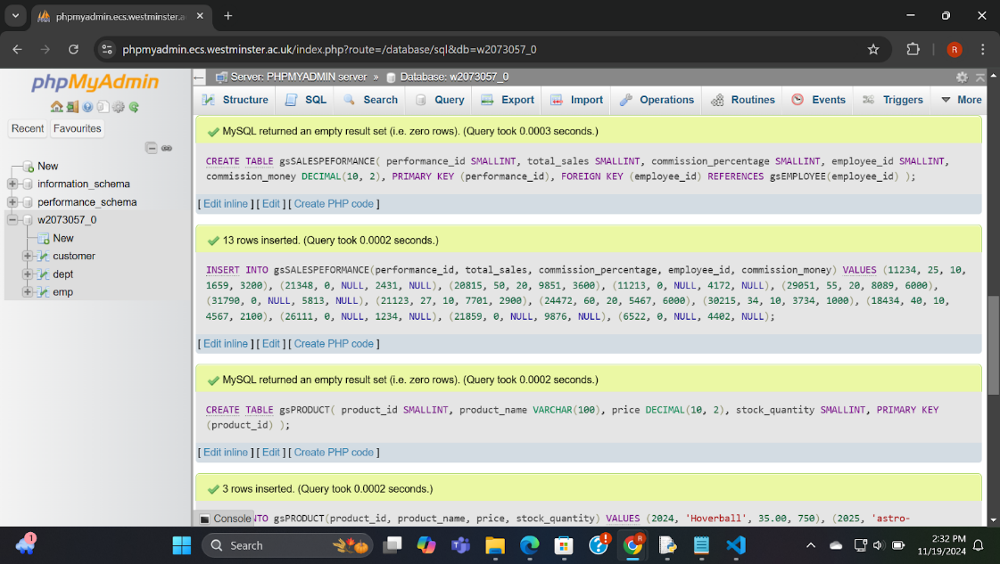 phpmyadmin.ecs.westminster.a
phpmyadmin.ecs.westminster.ac.uk/index.php?route=/database/sql&db=w2073057_0
R
phpMyAdmin
Recent
Favourites
New
information_schema
performance_schema
w2073057_0
New
customer
dept
emp
Server: PHPMYADMIN server » Database: w2073057_0
Structure SQL Search Query Export Import Operations Routines Events Triggers More
MySQL returned an empty result set (i.e. zero rows). (Query took 0.0003 seconds.)
CREATE TABLE gsSALESPEFORMANCE( performance_id SMALLINT, total_sales SMALLINT, commission_percentage SMALLINT, employee_id SMALLINT,
commission_money DECIMAL(10, 2), PRIMARY KEY (performance_id), FOREIGN KEY (employee_id) REFERENCES gsEMPLOYEE(employee_id) );
[ Edit inline ] [ Edit ] [ Create PHP code ]
13 rows inserted. (Query took 0.0002 seconds.)
INSERT INTO gsSALESPEFORMANCE(performance_id, total_sales, commission_percentage, employee_id, commission_money) VALUES (11234, 25, 10,
1659, 3200), (21348, 0, NULL, 2431, NULL), (20815, 50, 20, 9851, 3600), (11213, 0, NULL, 4172, NULL), (29051, 55, 20, 8089, 6000),
(31790, 0, NULL, 5813, NULL), (21123, 27, 10, 7701, 2900), (24472, 60, 20, 5467, 6000), (30215, 34, 10, 3734, 1000), (18434, 40, 10,
4567, 2100), (26111, 0, NULL, 1234, NULL), (21859, 0, NULL, 9876, NULL), (6522, 0, NULL, 4402, NULL);
[ Edit inline ] [ Edit ] [ Create PHP code ]
MySQL returned an empty result set (i.e. zero rows). (Query took 0.0002 seconds.)
CREATE TABLE gsPRODUCT( product_id SMALLINT, product_name VARCHAR(100), price DECIMAL(10, 2), stock_quantity SMALLINT, PRIMARY KEY
(product_id) );
[ Edit inline ] [ Edit ] [ Create PHP code ]
3 rows inserted. (Query took 0.0002 seconds.)
Console NTO gsPRODUCT(product_id, product_name, price, stock_quantity) VALUES (2024, 'Hoverball', 35.00, 750), (2025, 'astro-
1
Search
R
2:32 PM
11/19/2024